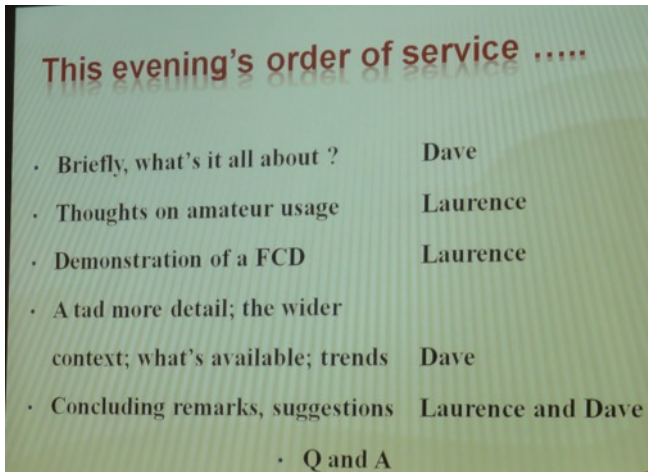 This evening's order of service .....
· Briefly, what's it all about ? Dave
· Thoughts on amateur usage Laurence
· Demonstration of a FCD Laurence
· A tad more detail; the wider
context; what's available; trends Dave
· Concluding remarks, suggestions Laurence and Dave
· Q and A